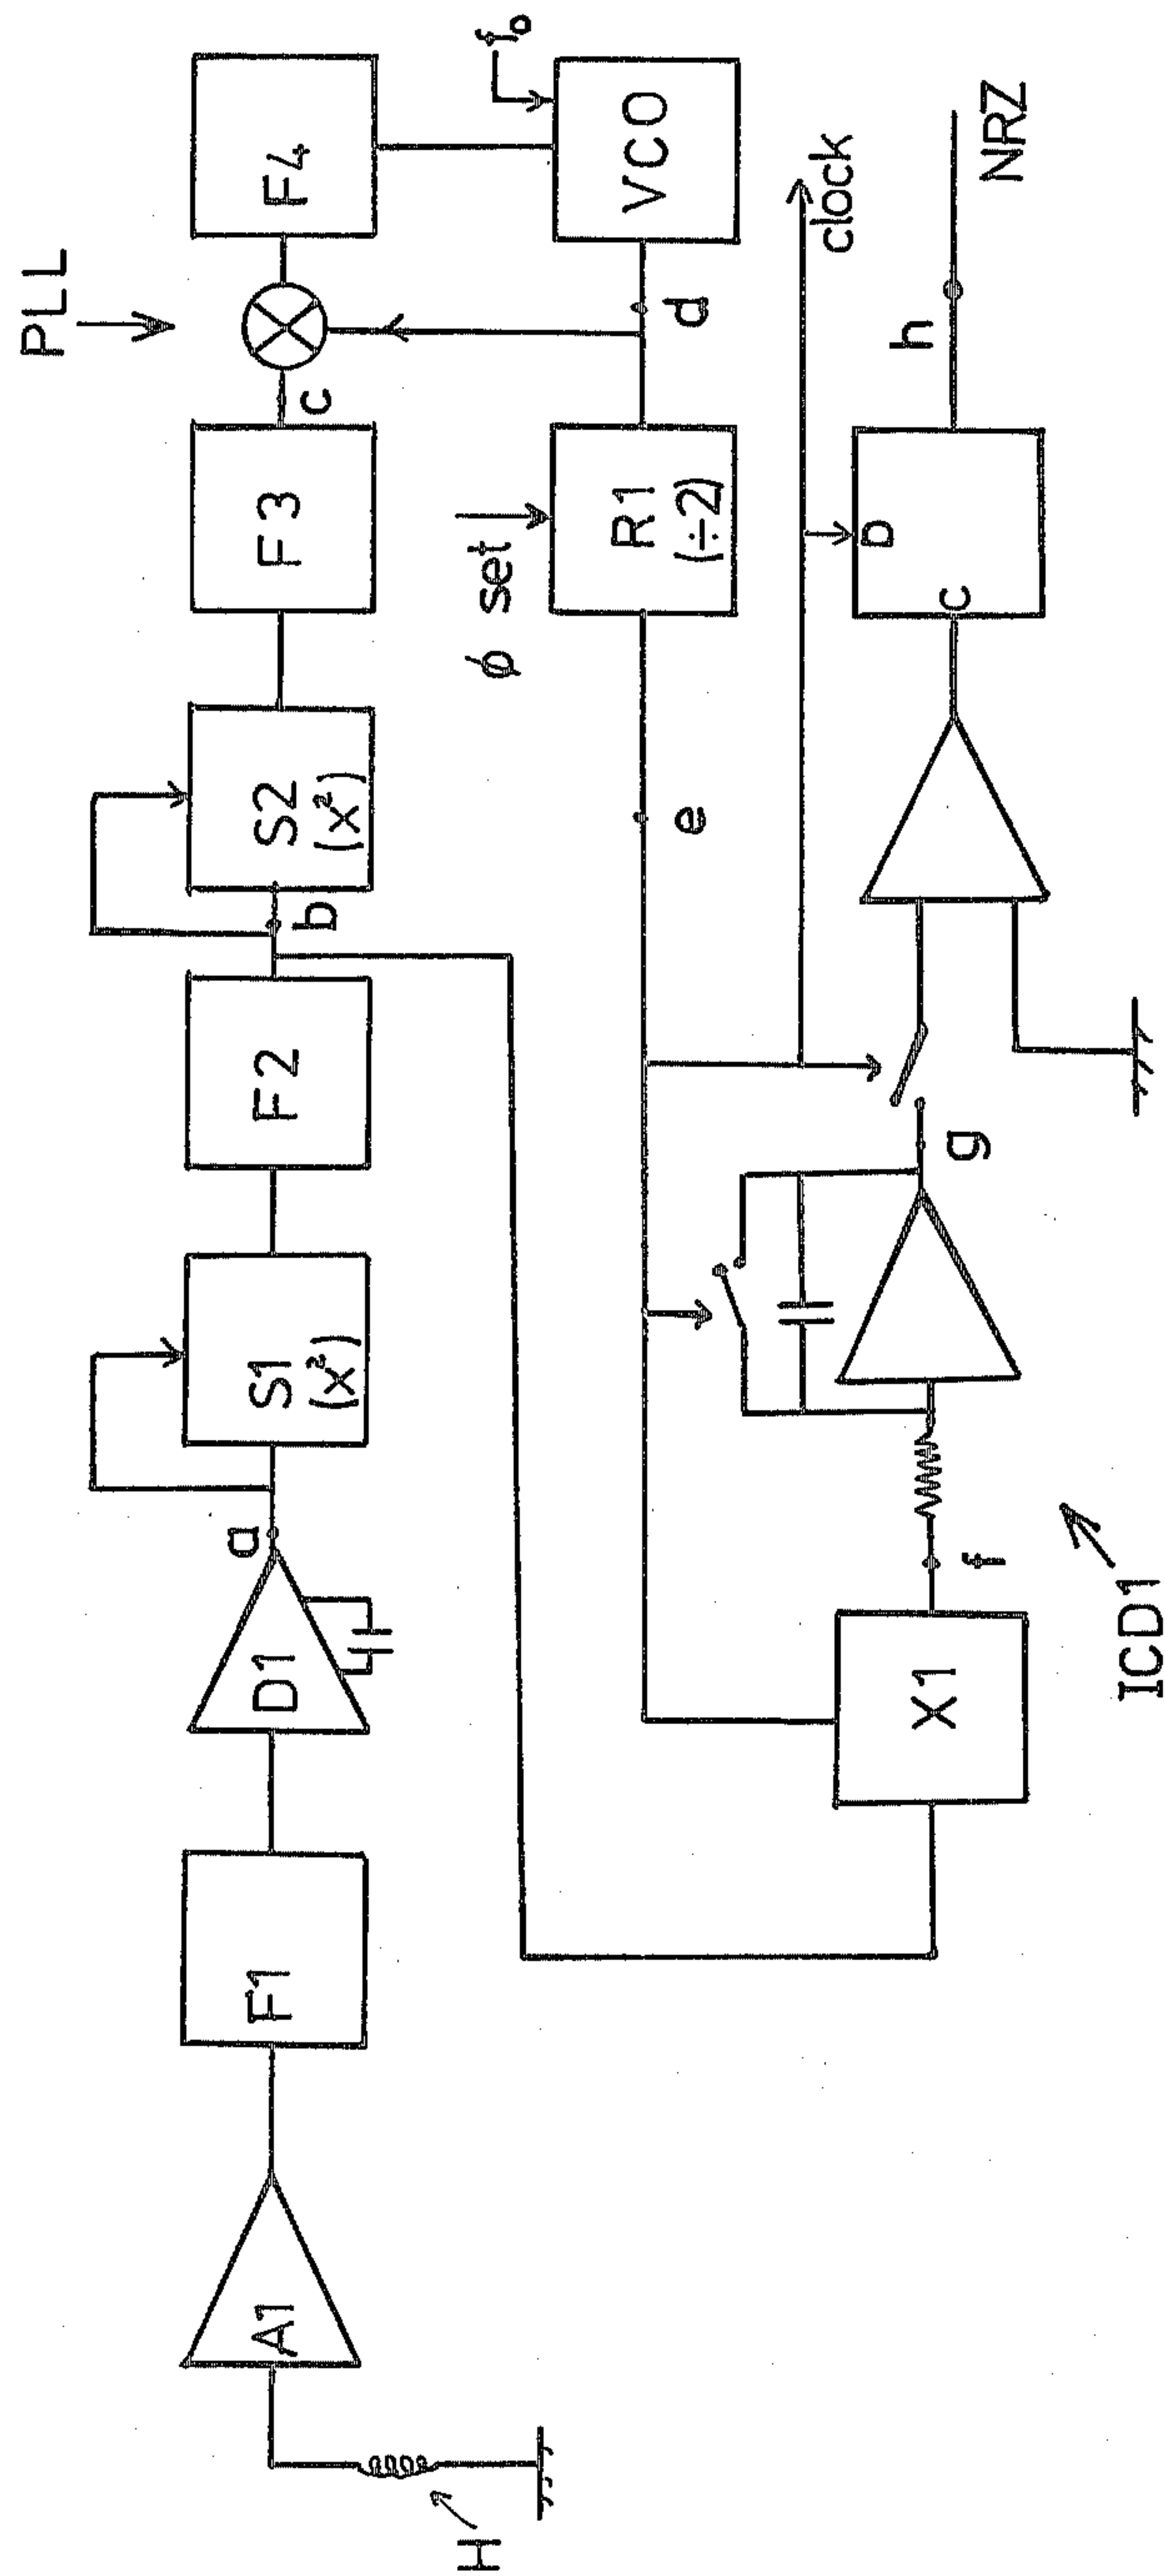 PLL
H
A1
F1
D1
a
S1
(x²)
F2
b
S2
(x²)
F3
c
F4
f₀
VCO
d
R1
(÷2)
φ set
e
clock
X1
f
ICD1
g
C
D
h
NRZ